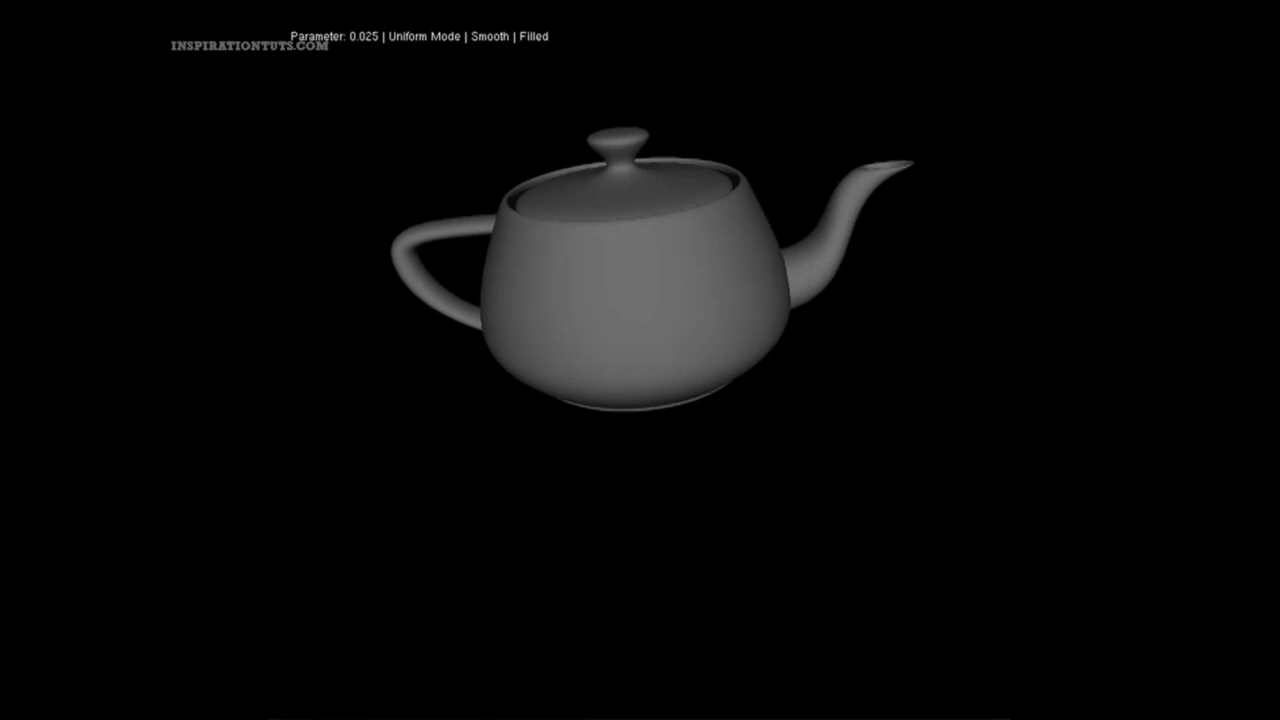 Parameter: 0.025 | Uniform Mode | Smooth | Filled
INSPIRATIONTUTS.COM